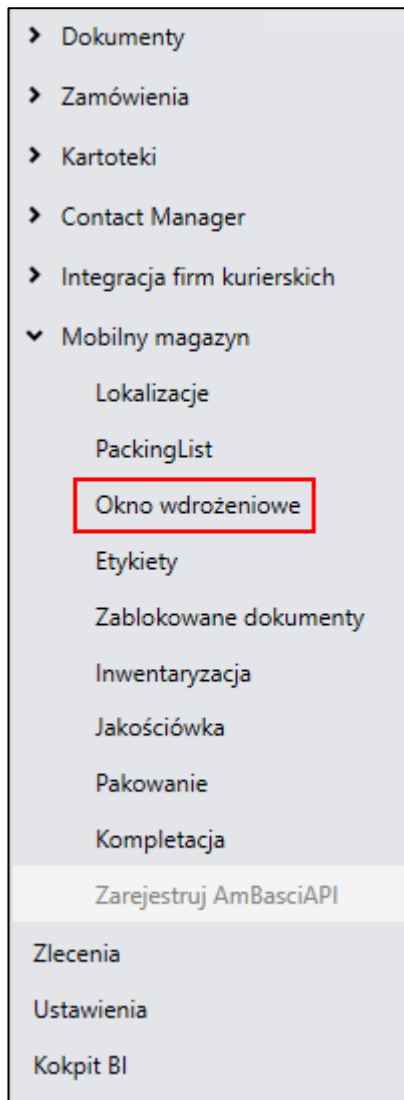 Dokumenty
Zamówienia
Kartoteki
Contact Manager
Integracja firm kurierskich
Mobilny magazyn
Lokalizacje
PackingList
Okno wdrożeniowe
Etykiety
Zablokowane dokumenty
Inwentaryzacja
Jakościówka
Pakowanie
Kompletacja
Zarejestruj AmBasciAPI
Zlecenia
Ustawienia
Kokpit BI